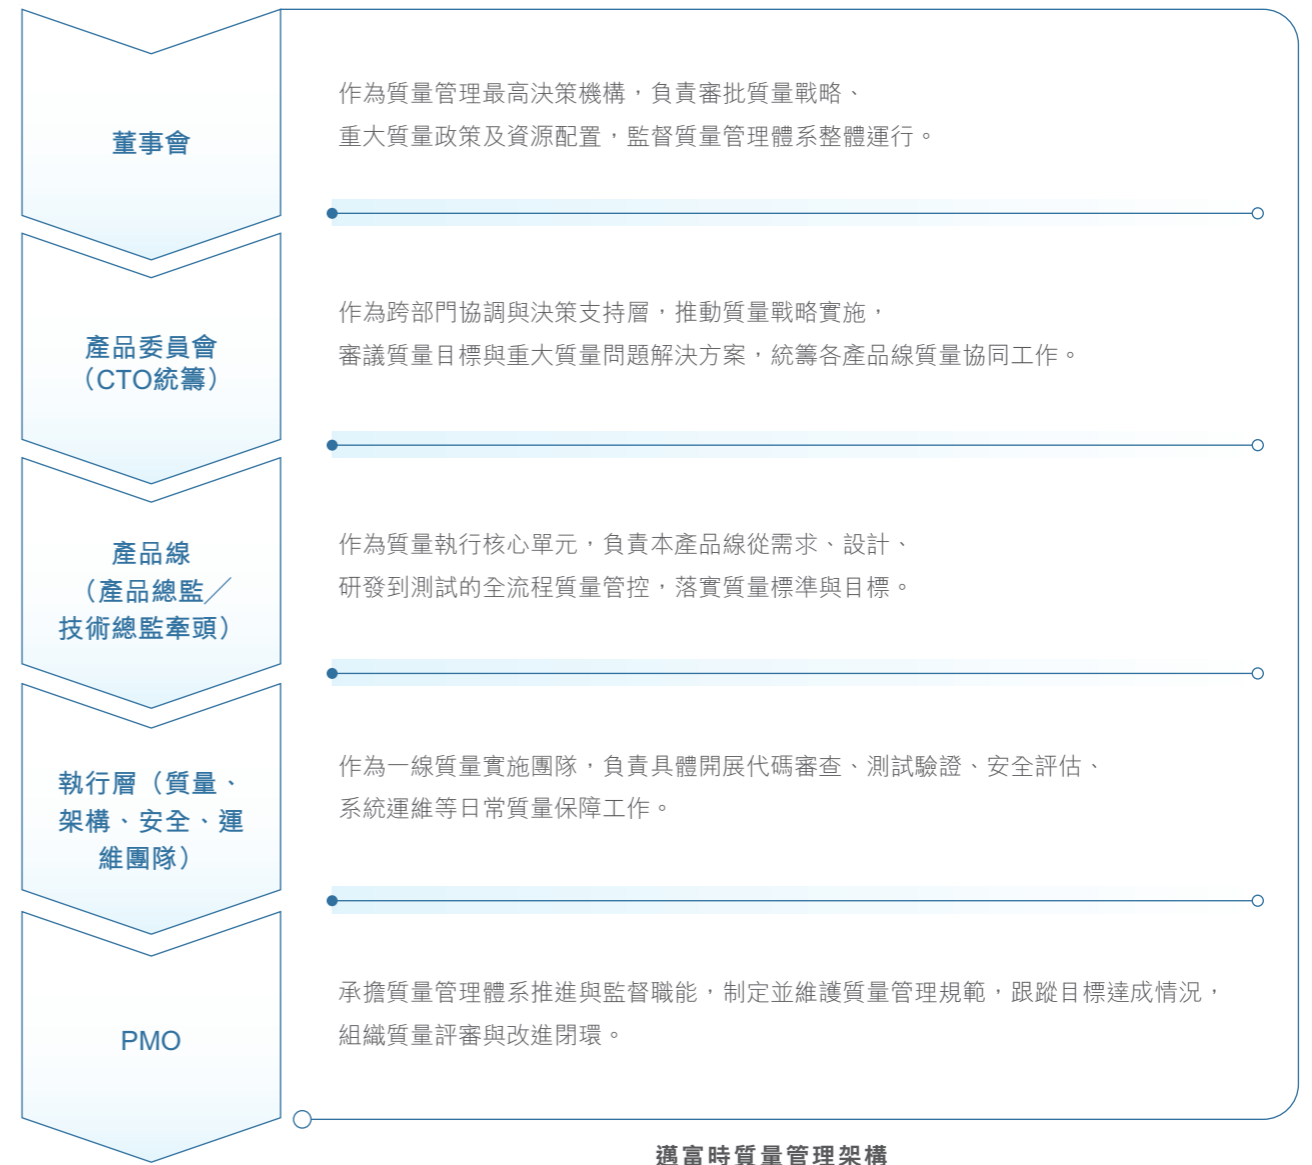 董事會
作為質量管理最高決策機構，負責審批質量戰略、
重大質量政策及資源配置，監督質量管理體系整體運行。
產品委員會
（CTO統籌）
作為跨部門協調與決策支持層，推動質量戰略實施，
審議質量目標與重大質量問題解決方案，統籌各產品線質量協同工作。
產品線
（產品總監／
技術總監牽頭）
作為質量執行核心單元，負責本產品線從需求、設計、
研發到測試的全流程質量管控，落實質量標準與目標。
執行層（質量、
架構、安全、運
維團隊）
作為一線質量實施團隊，負責具體開展代碼審查、測試驗證、安全評估、
系統運維等日常質量保障工作。
PMO
承擔質量管理體系推進與監督職能，制定並維護質量管理規範，跟蹤目標達成情況，
組織質量評審與改進閉環。
邁富時質量管理架構